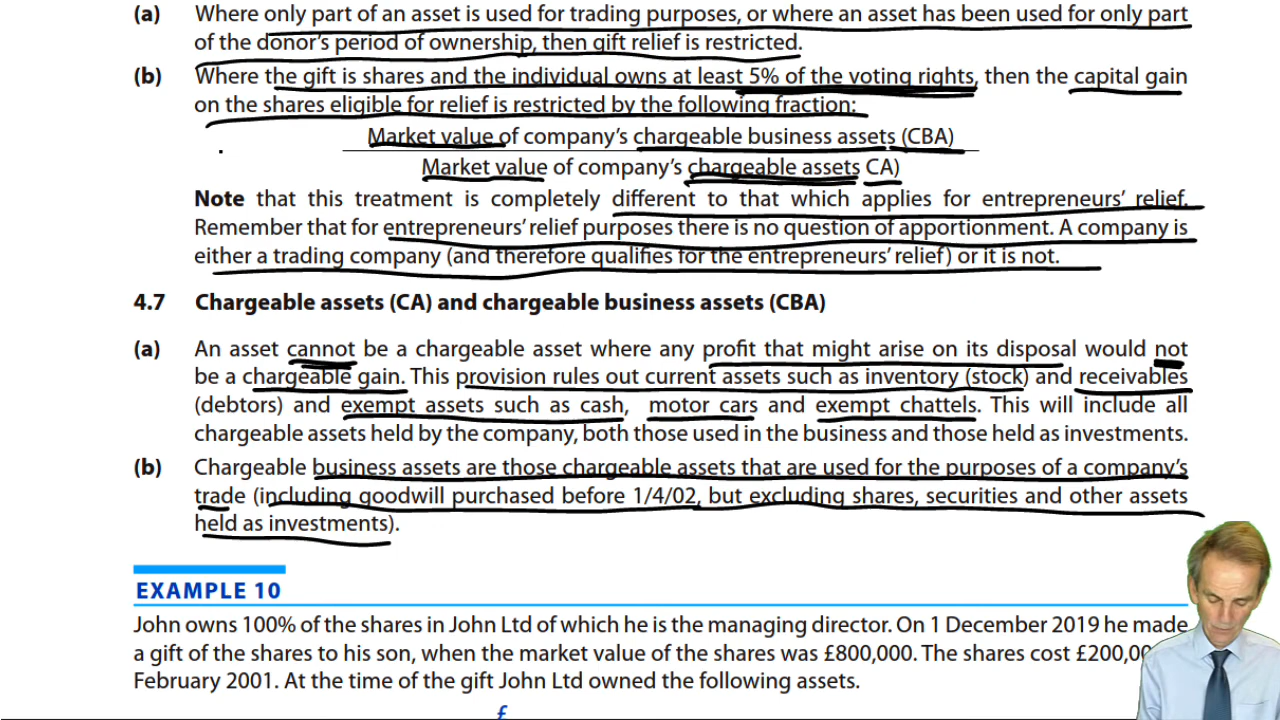 (a) Where only part of an asset is used for trading purposes, or where an asset has been used for only part
of the donor's period of ownership, then gift relief is restricted.
(b) Where the gift is shares and the individual owns at least 5% of the voting rights, then the capital gain
on the shares eligible for relief is restricted by the following fraction:
Market value of company's chargeable business assets (CBA)
Market value of company's chargeable assets CA)
Note that this treatment is completely different to that which applies for entrepreneurs' relief.
Remember that for entrepreneurs' relief purposes there is no question of apportionment. A company is
either a trading company (and therefore qualifies for the entrepreneurs' relief) or it is not.
4.7 Chargeable assets (CA) and chargeable business assets (CBA)
(a) An asset cannot be a chargeable asset where any profit that might arise on its disposal would not
be a chargeable gain. This provision rules out current assets such as inventory (stock) and receivables
(debtors) and exempt assets such as cash, motor cars and exempt chattels. This will include all
chargeable assets held by the company, both those used in the business and those held as investments.
(b) Chargeable business assets are those chargeable assets that are used for the purposes of a company's
trade (including goodwill purchased before 1/4/02, but excluding shares, securities and other assets
held as investments).
EXAMPLE 10
John owns 100% of the shares in John Ltd of which he is the managing director. On 1 December 2019 he made
a gift of the shares to his son, when the market value of the shares was £800,000. The shares cost
February 2001. At the time of the gift John Ltd owned the following assets.
£